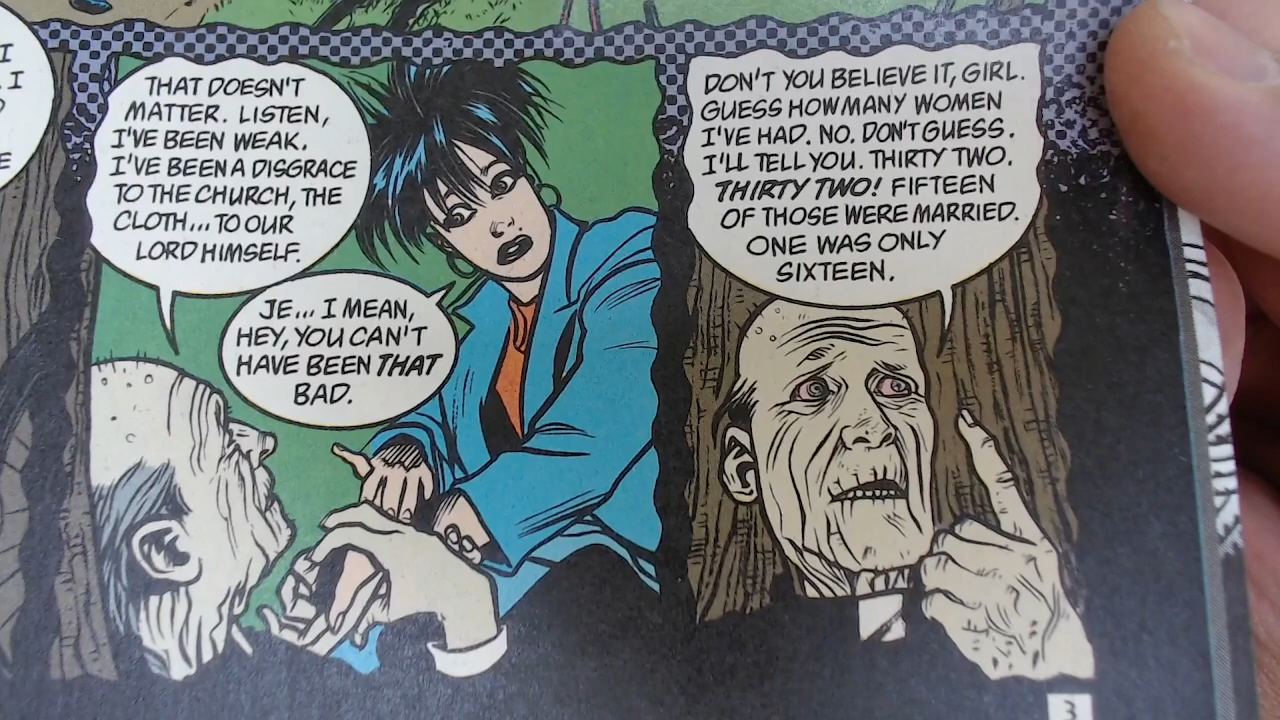 I
. I
E
THAT DOESN'T
MATTER. LISTEN,
I'VE BEEN WEAK.
I'VE BEEN A DISGRACE
TO THE CHURCH, THE
CLOTH... TO OUR
LORD HIMSELF.
JE... I MEAN,
HEY, YOU CAN'T
HAVE BEEN THAT
BAD.
DON'T YOU BELIEVE IT, GIRL.
GUESS HOW MANY WOMEN
I'VE HAD. NO. DON'T GUESS.
I'LL TELL YOU. THIRTY TWO.
THIRTY TWO! FIFTEEN
OF THOSE WERE MARRIED.
ONE WAS ONLY
SIXTEEN.
3